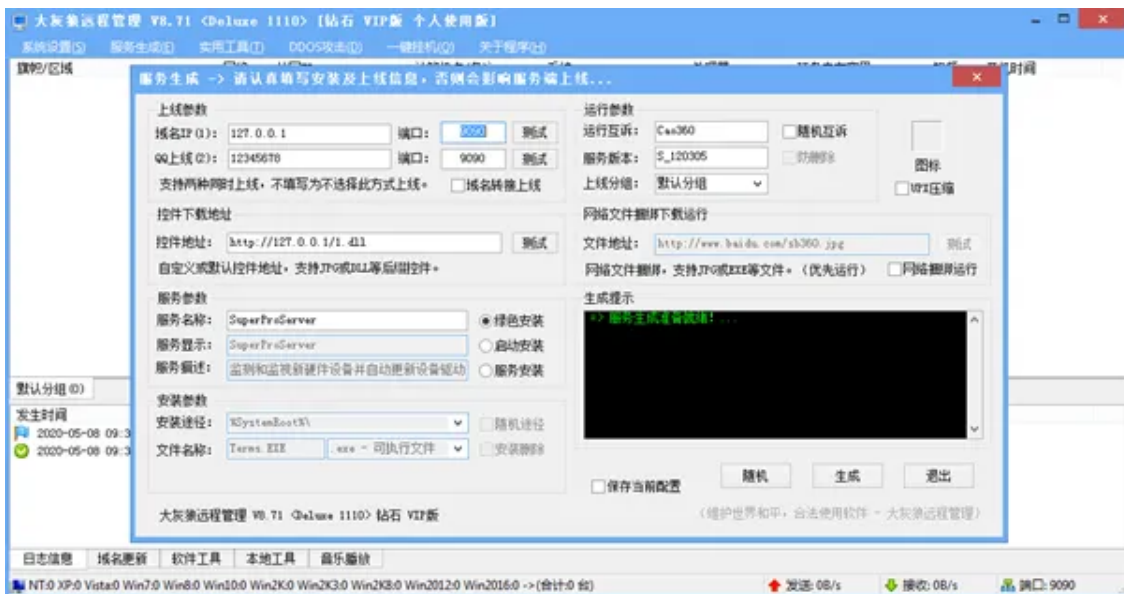 大灰狼远程管理 V8.71 <Deluxe 1110> [钻石 VIP版 个人使用版]
系统设置(S) 服务生成(E) 实用工具(T) DDOS攻击(D) 一键挂机(Q) 关于程序(H)
旗帜/区域
服务生成 -> 请认真填写安装及上线信息，否则会影响服务端上线...
上线参数
域名IP(1): 127.0.0.1 端口: 9090 测试
QQ上线(2): 12345678 端口: 9090 测试
支持两种同时上线，不填写为不选择此方式上线。 域名转接上线
控件下载地址
控件地址: http://127.0.0.1/1.dll 测试
自定义或默认控件地址，支持JPG或DLL等后缀控件。
服务参数
服务名称: SuperProServer 绿色安装
服务显示: SuperProServer 启动安装
服务描述: 监测和监视新硬件设备并自动更新设备驱动 服务安装
安装参数
安装途径: %SystemRoot%\ 随机途径
文件名称: Terms.EXE .exe - 可执行文件 安装删除
大灰狼远程管理 V8.71 <Deluxe 1110> 钻石 VIP版
运行参数
运行互诉: Cao360 随机互诉
服务版本: S_120305 防删除
上线分组: 默认分组
图标
UPX压缩
网络文件捆绑下载运行
文件地址: http://www.baidu.com/sb360.jpg 测试
网络文件捆绑，支持JPG或EXE等文件。(优先运行) 网络捆绑运行
生成提示
=> 服务生成准备就绪! ...
保存当前配置 随机 生成 退出
(维护世界和平，合法使用软件 - 大灰狼远程管理)
默认分组(0)
发生时间
2020-05-08 09:3
2020-05-08 09:3
日志信息 域名更新 软件工具 本地工具 音乐播放
NT:0 XP:0 Vista:0 Win7:0 Win8:0 Win10:0 Win2K:0 Win2K3:0 Win2K8:0 Win2012:0 Win2016:0 ->(合计:0 台) 发送: 0B/s 接收: 0B/s 端口: 9090